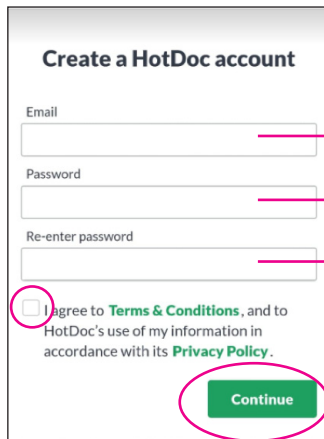 Create a HotDoc account
Email
Password
Re-enter password
I agree to Terms & Conditions, and to
HotDoc's use of my information in
accordance with its Privacy Policy.
Continue